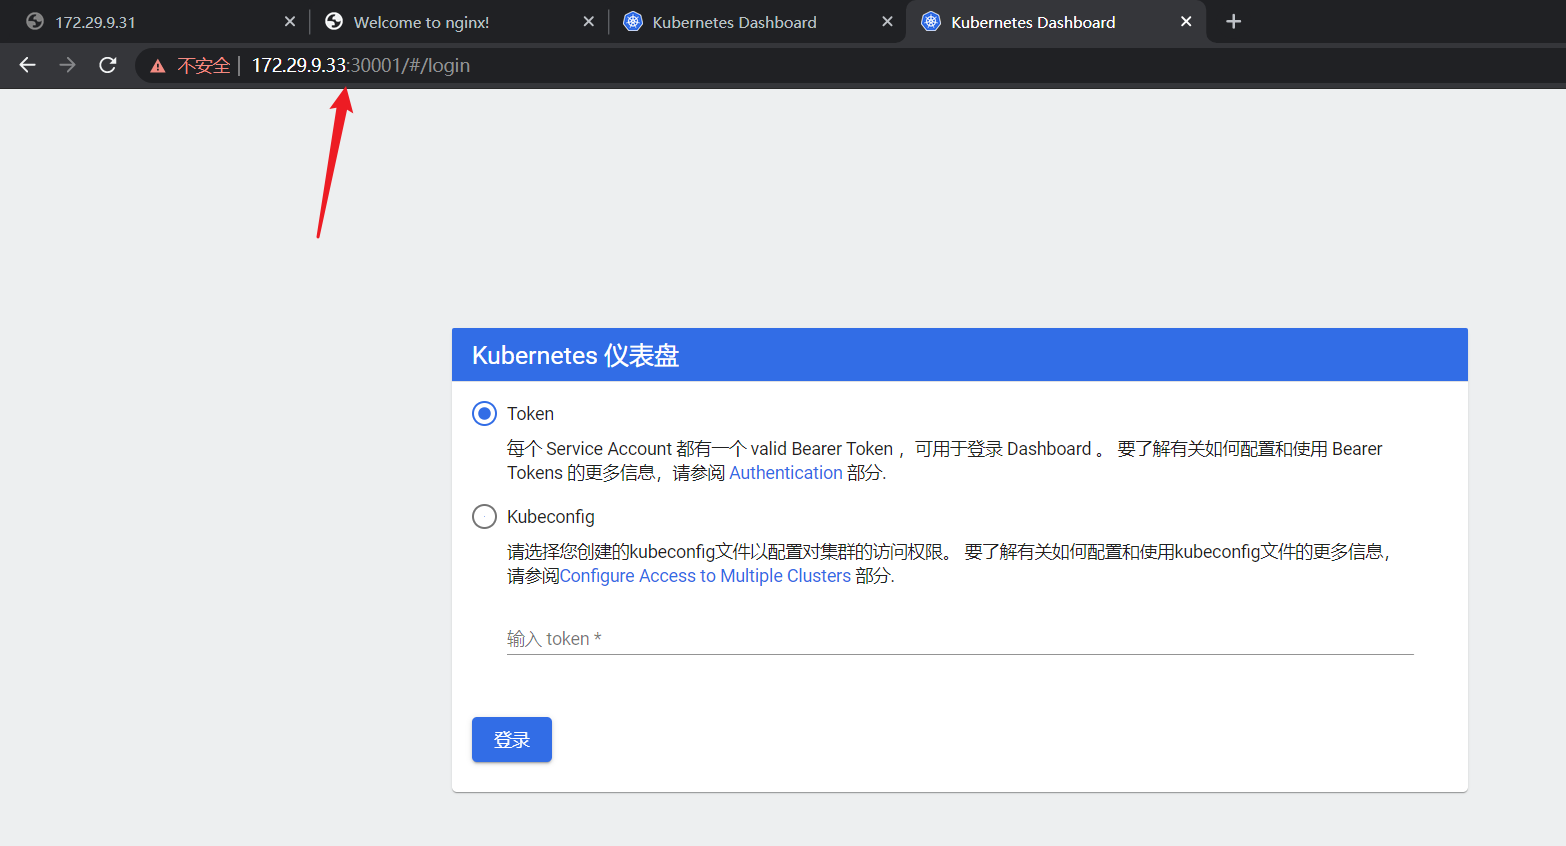 172.29.9.31
Welcome to nginx!
Kubernetes Dashboard
Kubernetes Dashboard
不安全 172.29.9.33:30001/#/login
Kubernetes 仪表盘
Token
每个 Service Account 都有一个 valid Bearer Token ，可用于登录 Dashboard 。 要了解有关如何配置和使用 Bearer
Tokens 的更多信息，请参阅 Authentication 部分.
Kubeconfig
请选择您创建的kubeconfig文件以配置对集群的访问权限。 要了解有关如何配置和使用kubeconfig文件的更多信息，
请参阅Configure Access to Multiple Clusters 部分.
输入 token *
登录